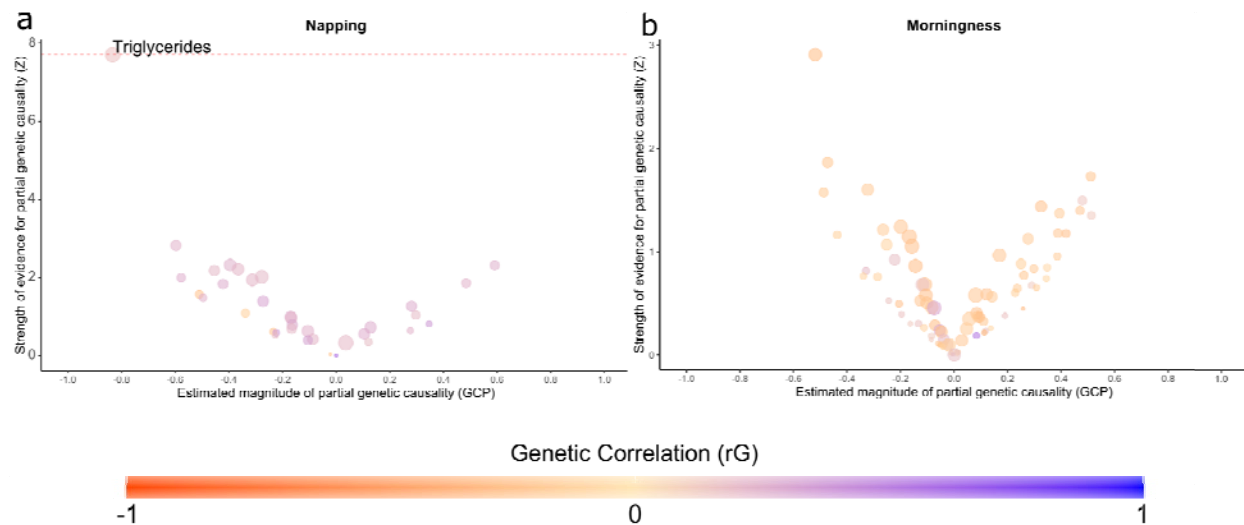 a
Napping
Triglycerides
Strength of evidence for partial genetic causality (Z)
8
6
4
2
0
-1.0 -0.8 -0.6 -0.4 -0.2 0.0 0.2 0.4 0.6 0.8 1.0
Estimated magnitude of partial genetic causality (GCP)
b
Morningness
Strength of evidence for partial genetic causality (Z)
3
2
1
0
-1.0 -0.8 -0.6 -0.4 -0.2 0.0 0.2 0.4 0.6 0.8 1.0
Estimated magnitude of partial genetic causality (GCP)
Genetic Correlation (rG)
-1 0 1